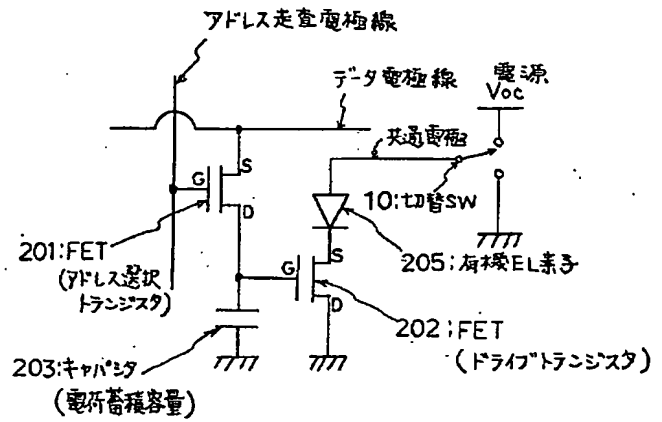 アドレス走査電極線
データ電極線
電源
Voc
共通電極
10:切替SW
G
S
D
201:FET
(アドレス選択
トランジスタ)
G
S
D
205:有機EL素子
202:FET
(ドライブトランジスタ)
203:キャパシタ
(電荷蓄積容量)